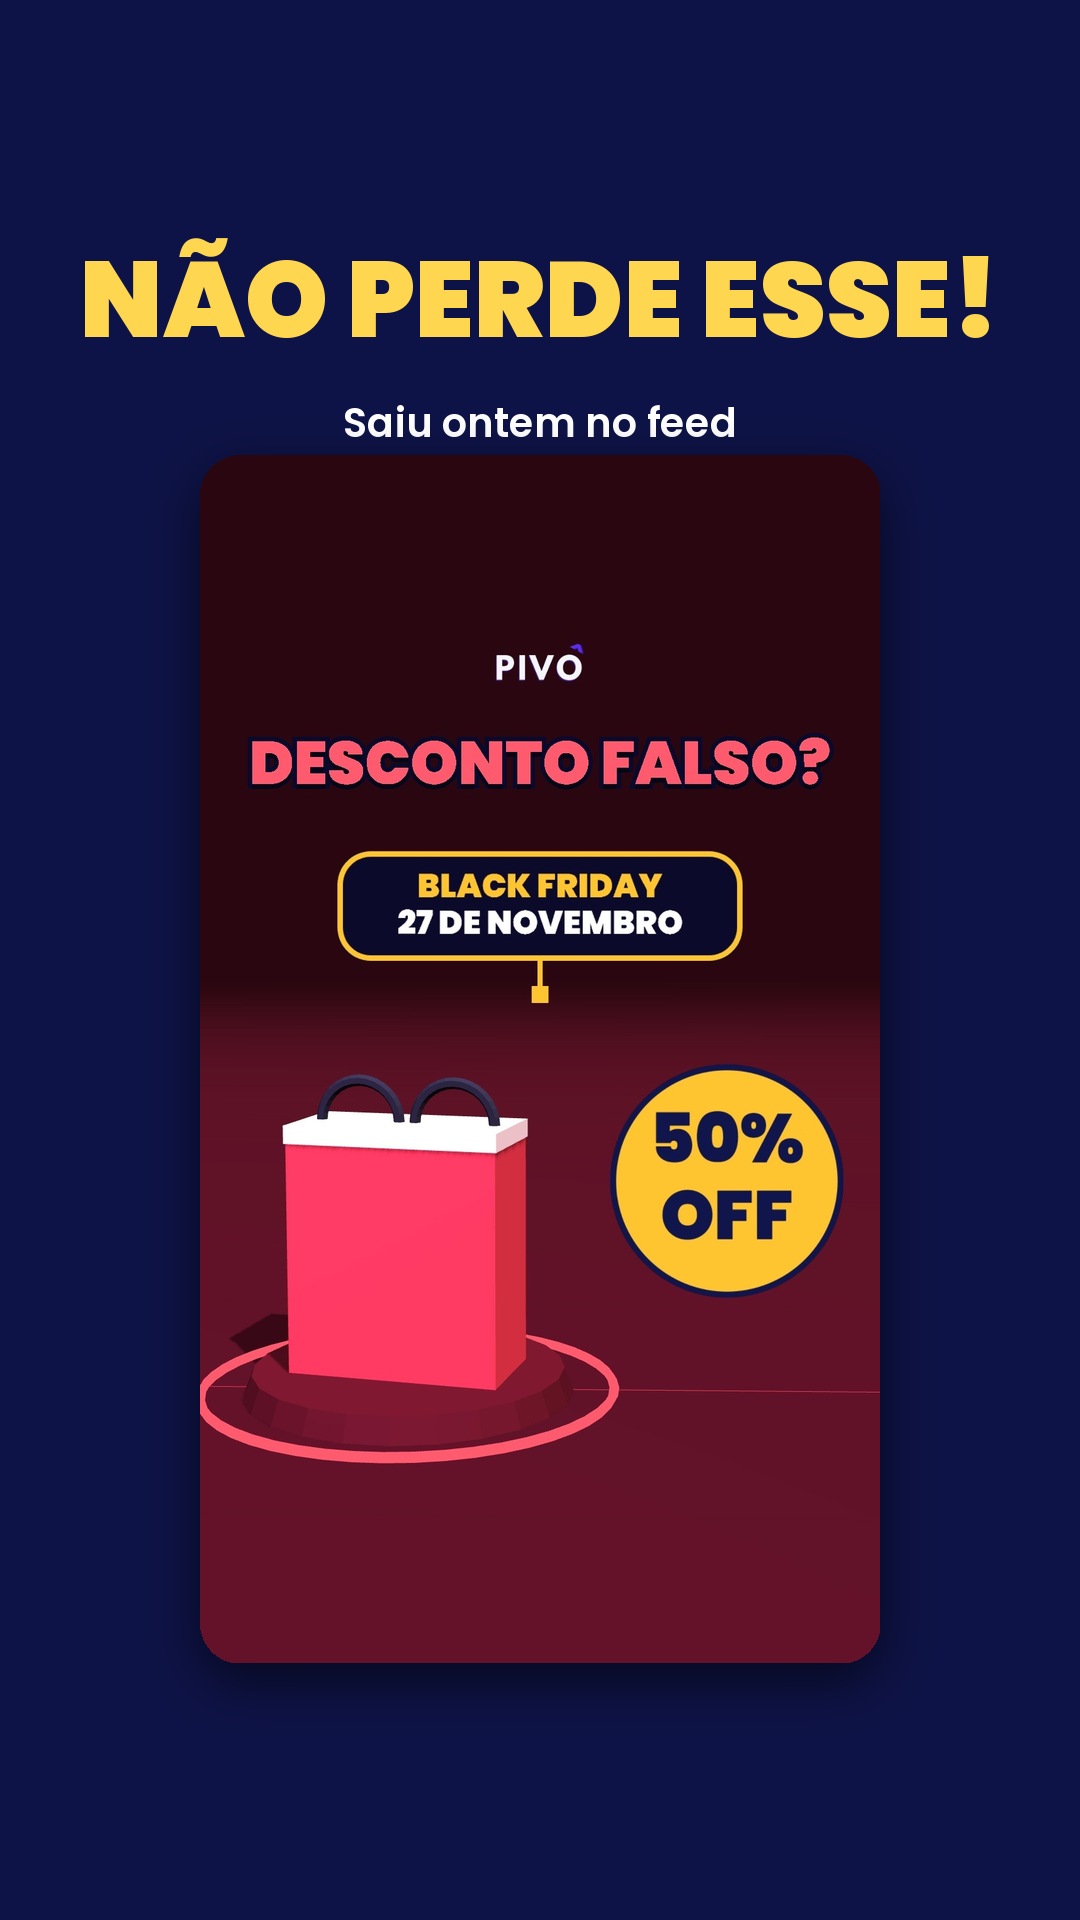 NÃO PERDE ESSE!
Saiu ontem no feed
PIVÔ
DESCONTO FALSO?
BLACK FRIDAY
27 DE NOVEMBRO
50%
OFF